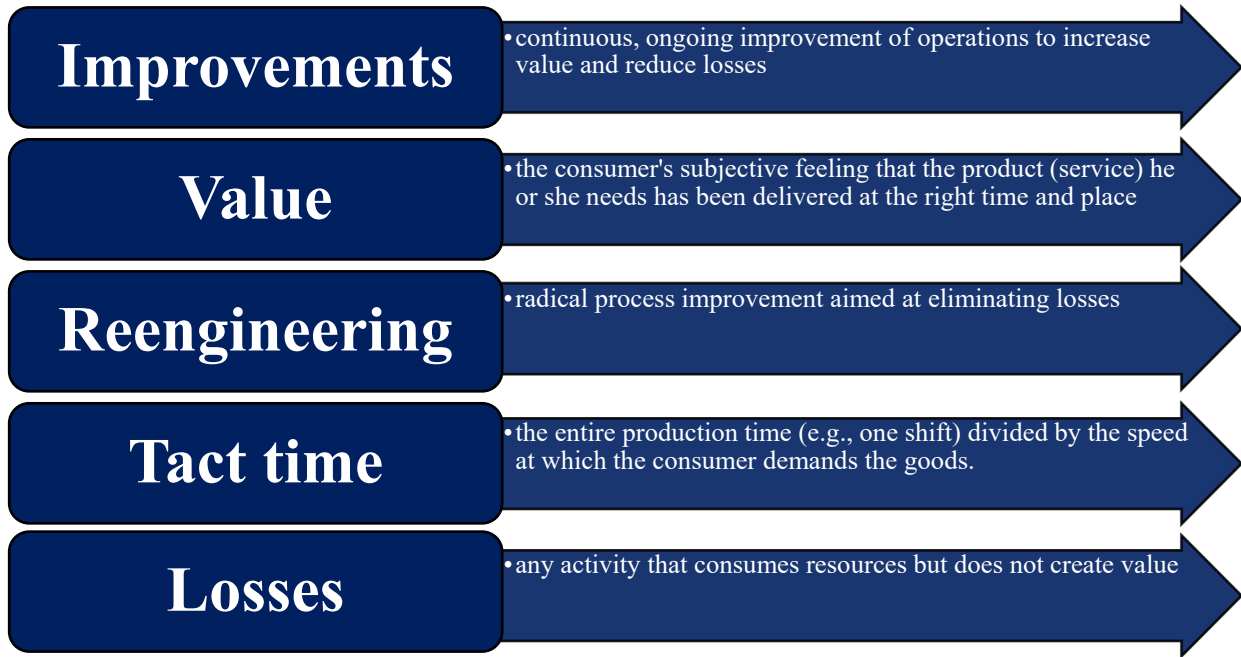 Improvements
•continuous, ongoing improvement of operations to increase
value and reduce losses
Value
•the consumer's subjective feeling that the product (service) he
or she needs has been delivered at the right time and place
Reengineering
•radical process improvement aimed at eliminating losses
Tact time
•the entire production time (e.g., one shift) divided by the speed
at which the consumer demands the goods.
Losses
•any activity that consumes resources but does not create value